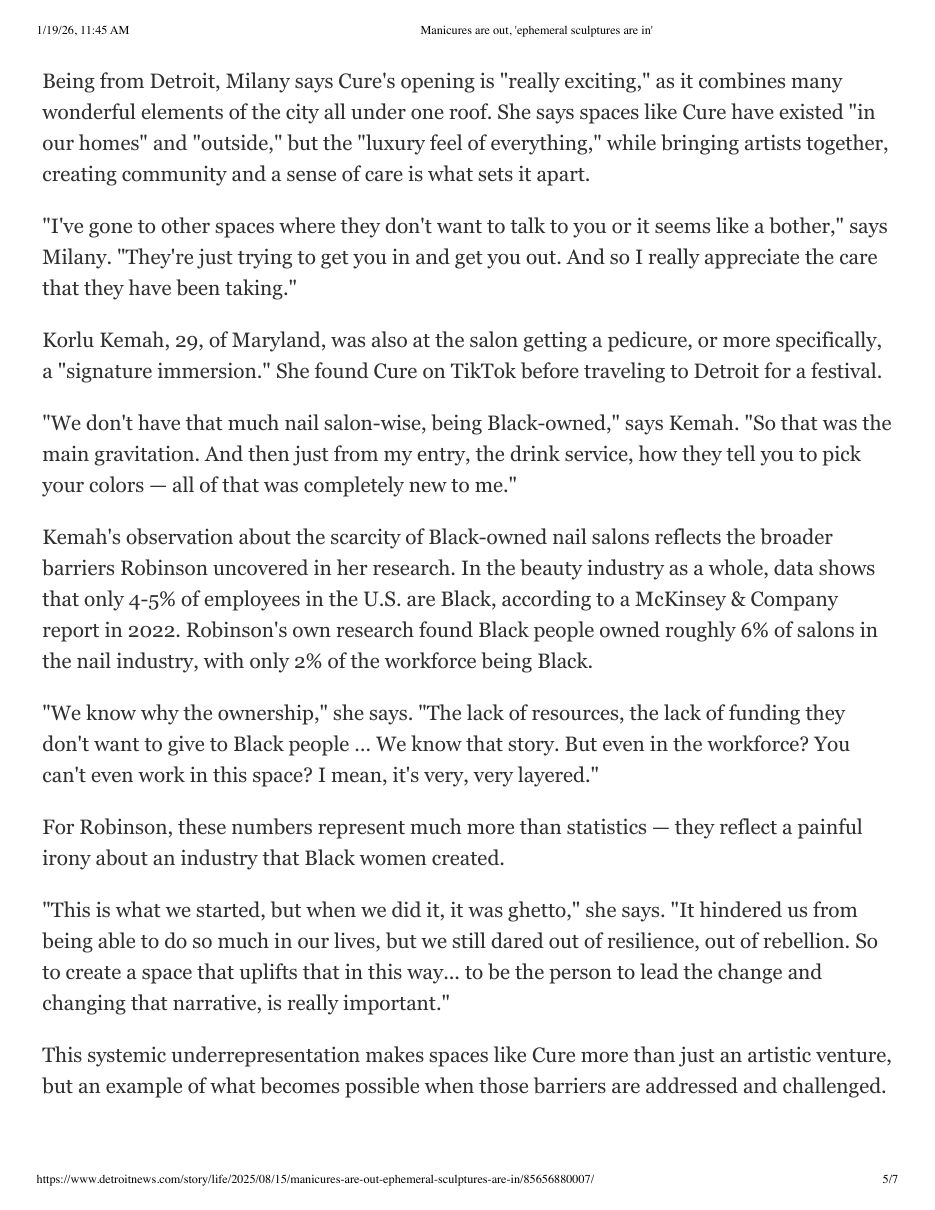 1/19/26, 11:45 AM
Manicures are out, 'ephemeral sculptures are in'
Being from Detroit, Milany says Cure's opening is "really exciting," as it combines many
wonderful elements of the city all under one roof. She says spaces like Cure have existed "in
our homes" and "outside," but the "luxury feel of everything," while bringing artists together,
creating community and a sense of care is what sets it apart.
"I've gone to other spaces where they don't want to talk to you or it seems like a bother," says
Milany. "They're just trying to get you in and get you out. And so I really appreciate the care
that they have been taking."
Korlu Kemah, 29, of Maryland, was also at the salon getting a pedicure, or more specifically,
a "signature immersion." She found Cure on TikTok before traveling to Detroit for a festival.
"We don't have that much nail salon-wise, being Black-owned," says Kemah. "So that was the
main gravitation. And then just from my entry, the drink service, how they tell you to pick
your colors — all of that was completely new to me."
Kemah's observation about the scarcity of Black-owned nail salons reflects the broader
barriers Robinson uncovered in her research. In the beauty industry as a whole, data shows
that only 4-5% of employees in the U.S. are Black, according to a McKinsey & Company
report in 2022. Robinson's own research found Black people owned roughly 6% of salons in
the nail industry, with only 2% of the workforce being Black.
"We know why the ownership," she says. "The lack of resources, the lack of funding they
don't want to give to Black people ... We know that story. But even in the workforce? You
can't even work in this space? I mean, it's very, very layered."
For Robinson, these numbers represent much more than statistics — they reflect a painful
irony about an industry that Black women created.
"This is what we started, but when we did it, it was ghetto," she says. "It hindered us from
being able to do so much in our lives, but we still dared out of resilience, out of rebellion. So
to create a space that uplifts that in this way... to be the person to lead the change and
changing that narrative, is really important."
This systemic underrepresentation makes spaces like Cure more than just an artistic venture,
but an example of what becomes possible when those barriers are addressed and challenged.
https://www.detroitnews.com/story/life/2025/08/15/manicures-are-out-ephemeral-sculptures-are-in/85656880007/
5/7